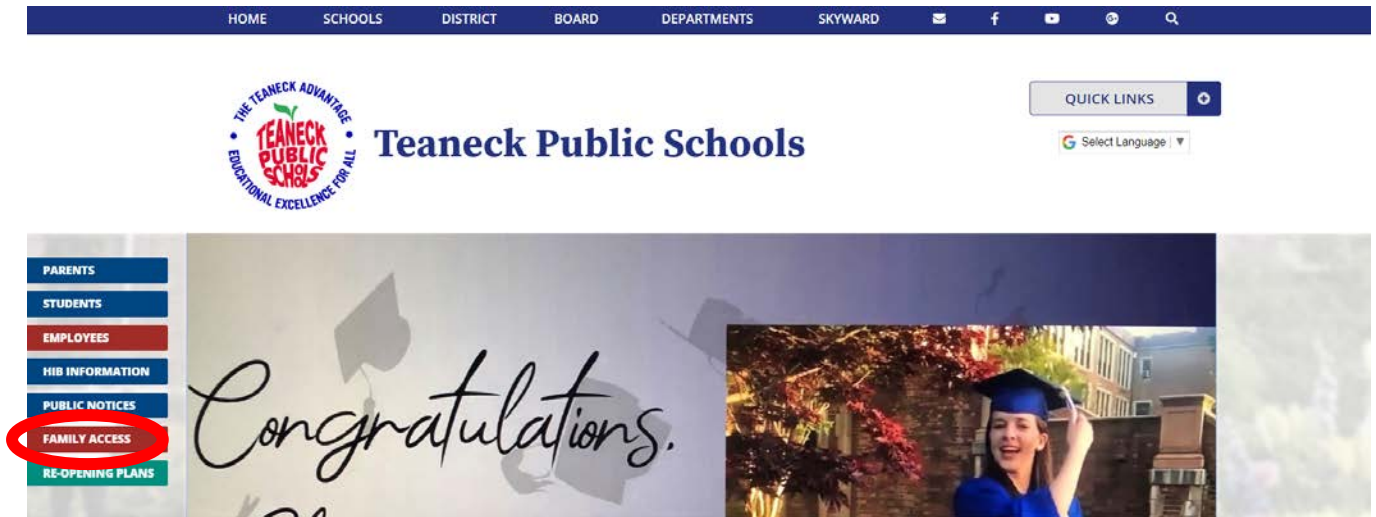 HOME SCHOOLS DISTRICT BOARD DEPARTMENTS SKYWARD
THE TEANECK ADVANTAGE
TEANECK
PUBLIC
SCHOLS
EDUCATIONAL EXCELLENCE FOR ALL
Teaneck Public Schools
QUICK LINKS
G Select Language ▼
PARENTS
STUDENTS
EMPLOYEES
HIB INFORMATION
PUBLIC NOTICES
FAMILY ACCESS
RE-OPENING PLANS
Congratulations.